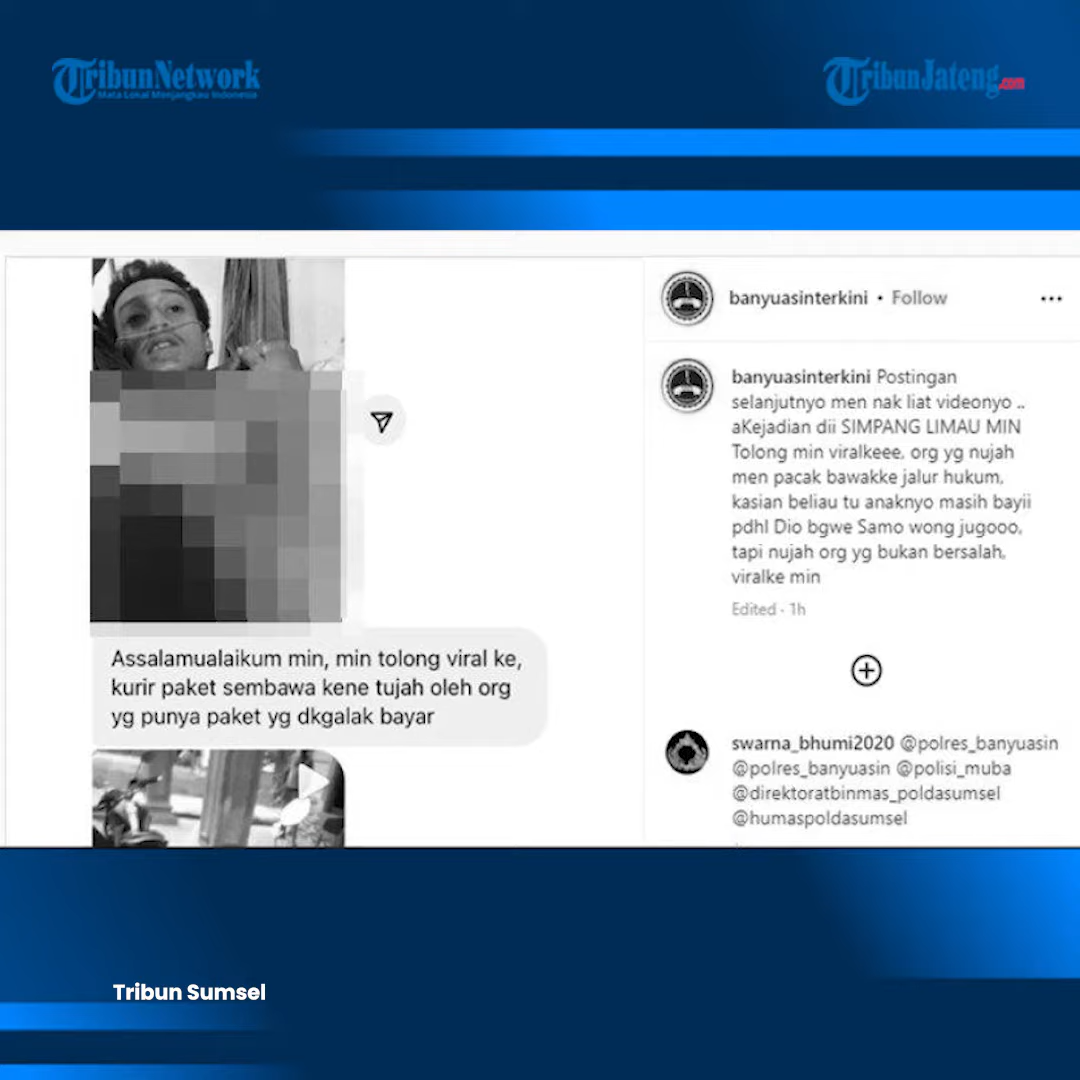 TribunNetwork
Mata Lokal Menjangkau Indonesia
TribunJateng.com
banyuasinterkini • Follow
banyuasinterkini Postingan
selanjutnyo men nak liat videonyo ..
aKejadian dii SIMPANG LIMAU MIN
Tolong min viralkeee, org yg nujah
men pacak bawakke jalur hukum,
kasian beliau tu anaknyo masih bayii
pdhl Dio bgwe Samo wong jugooo,
tapi nujah org yg bukan bersalah,
viralke min
Edited · 1h
Assalamualaikum min, min tolong viral ke,
kurir paket sembawa kene tujah oleh org
yg punya paket yg dkgalak bayar
swarna_bhumi2020 @polres_banyuasin
@polres_banyuasin @polisi_muba
@direktoratbinmas_poldasumsel
@humaspoldasumsel
Tribun Sumsel